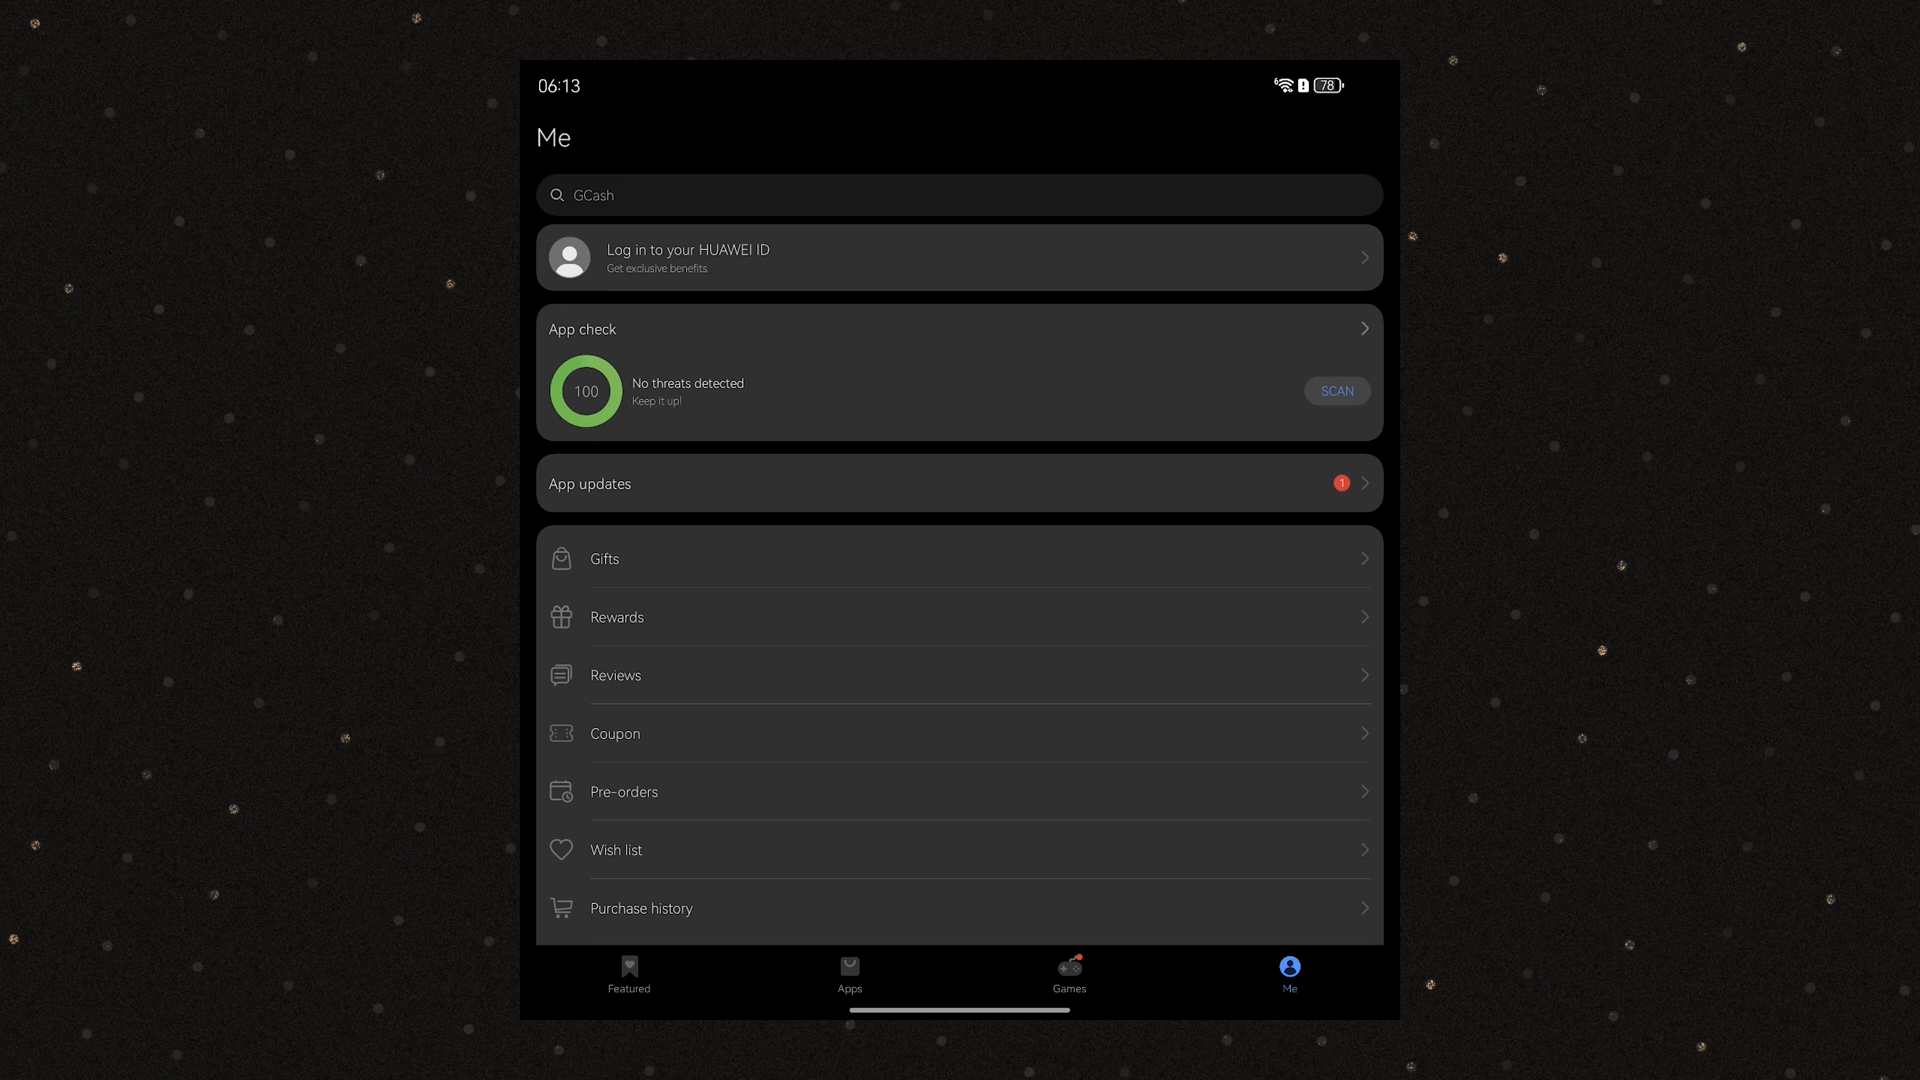 06:13
6
78
Me
GCash
Log in to your HUAWEI ID
Get exclusive benefits.
App check
100
No threats detected
Keep it up!
SCAN
App updates
1
Gifts
Rewards
Reviews
Coupon
Pre-orders
Wish list
Purchase history
Featured
Apps
Games
Me